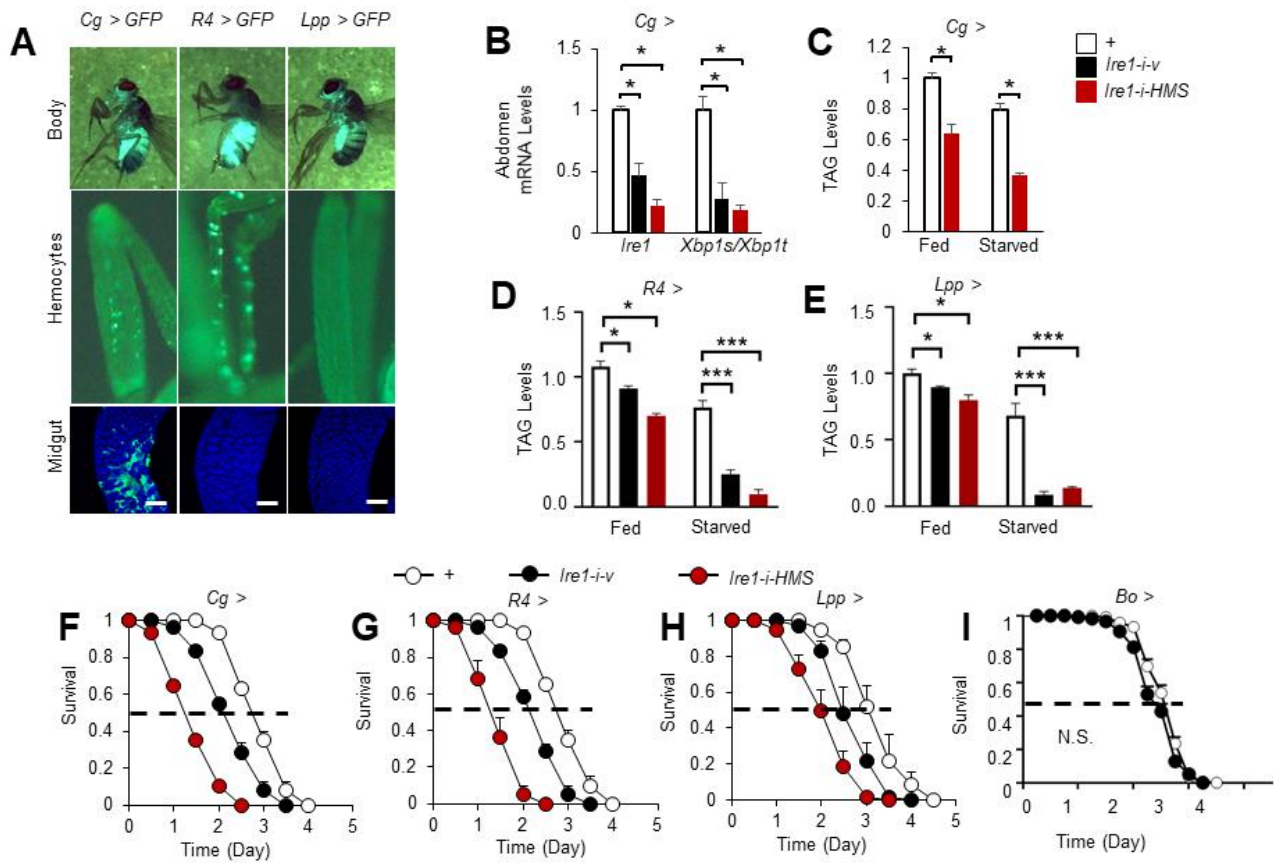 Cg > GFP R4 > GFP Lpp > GFP
A
Body
Hemocytes
Midgut
B
Cg >
Abdomen
mRNA Levels
1.5
1
0.5
0
* * * *
Ire1 Xbp1s/Xbp1t
C
Cg >
TAG Levels
1.2
1
0.8
0.6
0.4
0.2
0
* *
Fed Starved
+
Ire1-i-v
Ire1-i-HMS
D
R4 >
TAG Levels
1.5
1.0
0.5
0.0
* * *** ***
Fed Starved
E
Lpp >
TAG Levels
1.5
1.0
0.5
0.0
* * *** ***
Fed Starved
+ Ire1-i-v Ire1-i-HMS
F
Cg >
Survival
1
0.8
0.6
0.4
0.2
0
0 1 2 3 4 5
Time (Day)
G
R4 >
Survival
1
0.8
0.6
0.4
0.2
0
0 1 2 3 4 5
Time (Day)
H
Lpp >
Survival
1
0.8
0.6
0.4
0.2
0
0 1 2 3 4 5
Time (Day)
I
Bo >
Survival
1
0.8
0.6
0.4
0.2
0
N.S.
0 1 2 3 4
Time (Day)